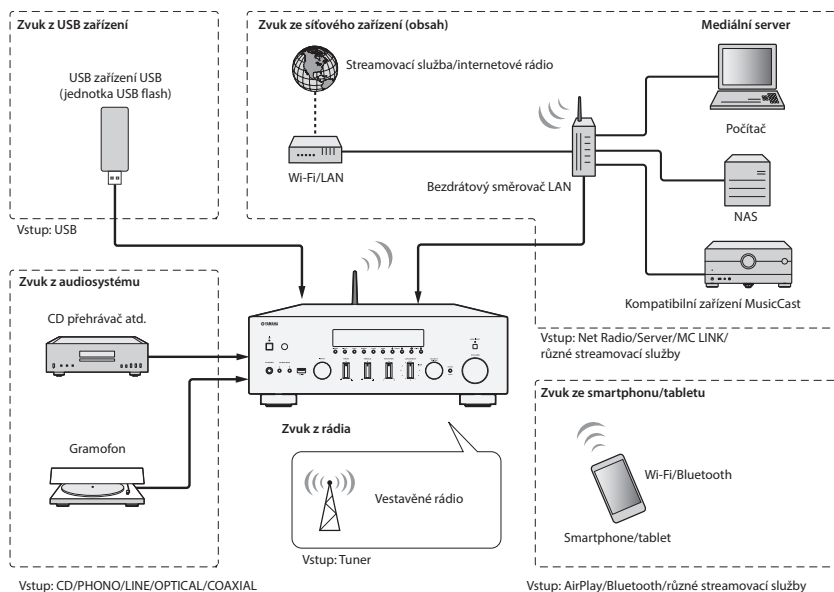 Zvuk z USB zařízení
USB zařízení USB
(jednotka USB flash)
Vstup: USB
Zvuk ze síťového zařízení (obsah)
Mediální server
Streamovací služba/internetové rádio
Wi-Fi/LAN
Bezdrátový směrovač LAN
Počítač
NAS
Kompatibilní zařízení MusicCast
Vstup: Net Radio/Server/MC LINK/
různé streamovací služby
Zvuk z audiosystému
CD přehrávač atd.
Gramofon
Vstup: CD/PHONO/LINE/OPTICAL/COAXIAL
YAMAHA
Zvuk z rádia
Vestavěné rádio
Vstup: Tuner
Zvuk ze smartphonu/tabletu
Wi-Fi/Bluetooth
Smartphone/tablet
Vstup: AirPlay/Bluetooth/různé streamovací služby